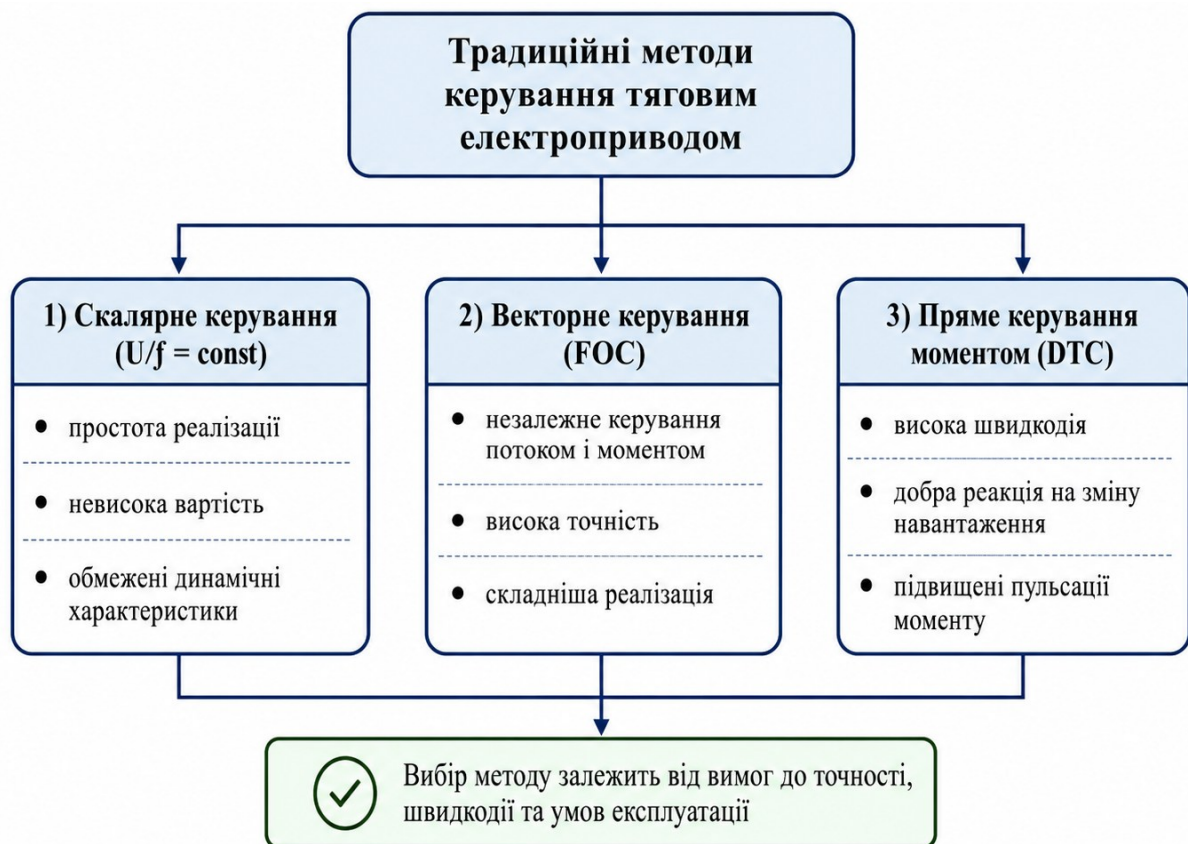 Традиційні методи
керування тяговим
електроприводом
1) Скалярне керування
(U/f = const)
• простота реалізації
• невисока вартість
• обмежені динамічні
характеристики
2) Векторне керування
(FOC)
• незалежне керування
потоком і моментом
• висока точність
• складніша реалізація
3) Пряме керування
моментом (DTC)
• висока швидкодія
• добра реакція на зміну
навантаження
• підвищені пульсації
моменту
Вибір методу залежить від вимог до точності,
швидкодії та умов експлуатації